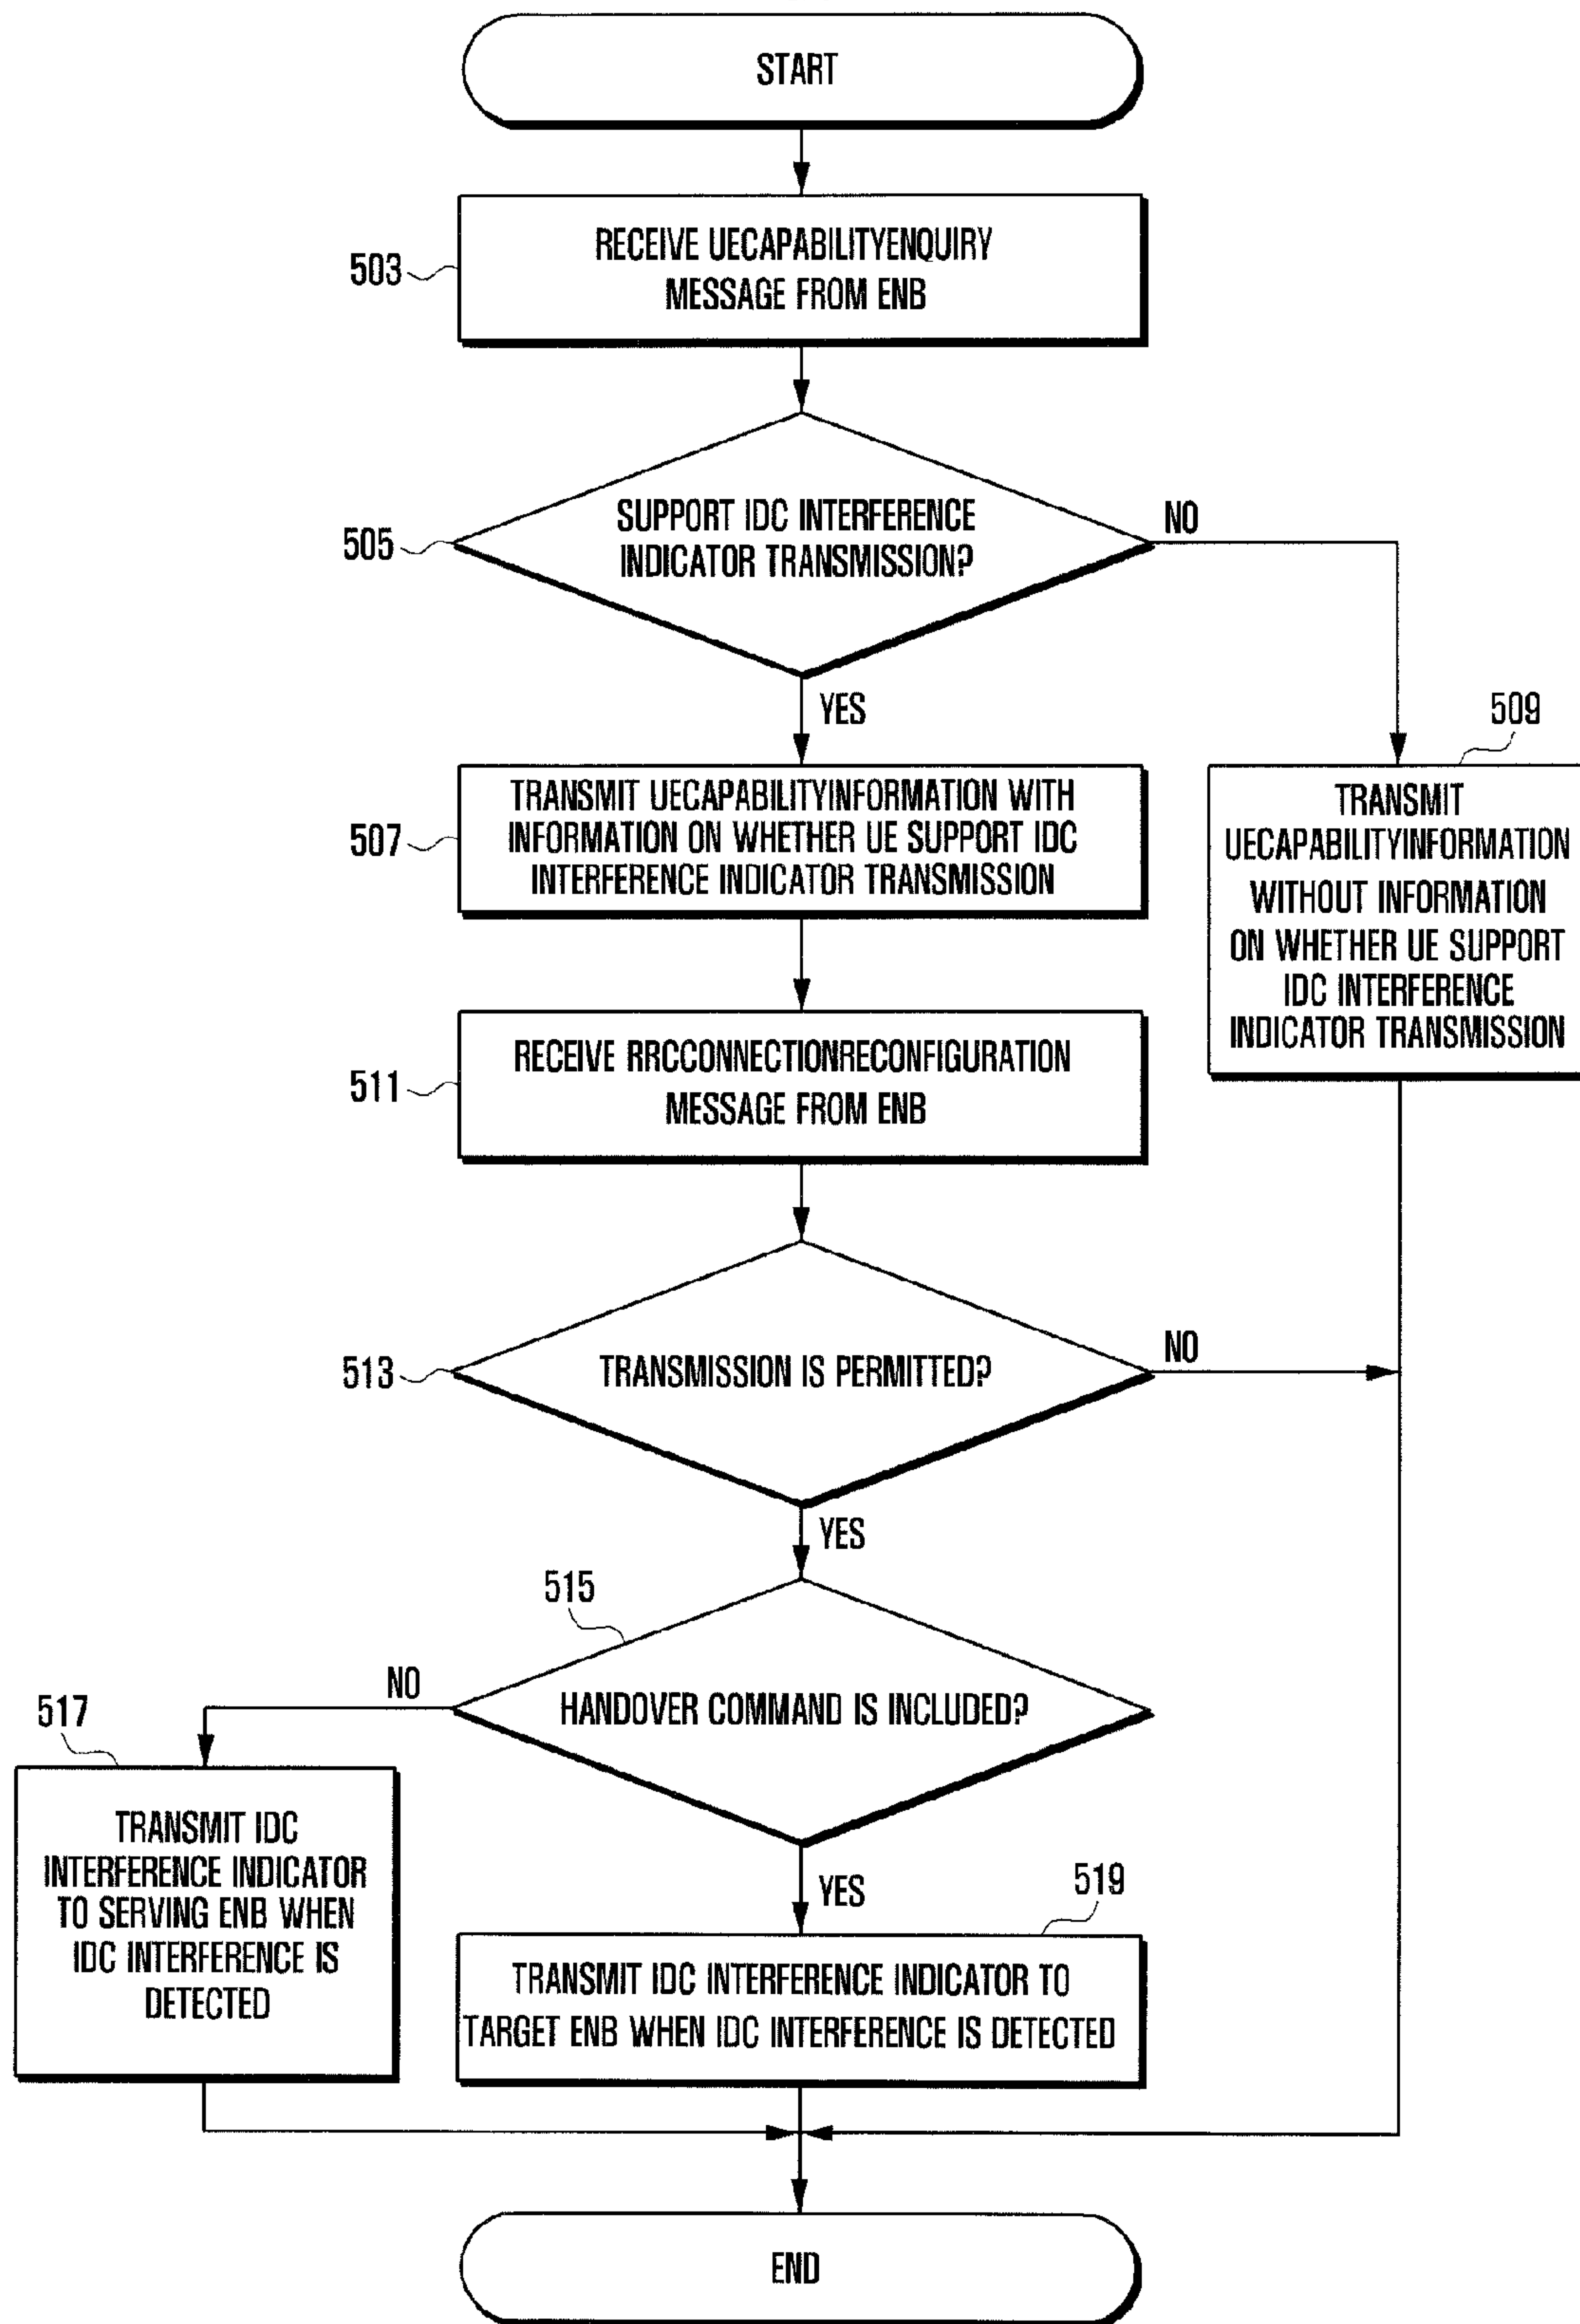 START
503
RECEIVE UECAPABILITYENQUIRY
MESSAGE FROM ENB
505
SUPPORT IDC INTERFERENCE
INDICATOR TRANSMISSION?
NO
YES
507
TRANSMIT UECAPABILITYINFORMATION WITH
INFORMATION ON WHETHER UE SUPPORT IDC
INTERFERENCE INDICATOR TRANSMISSION
509
TRANSMIT
UECAPABILITYINFORMATION
WITHOUT INFORMATION
ON WHETHER UE SUPPORT
IDC INTERFERENCE
INDICATOR TRANSMISSION
511
RECEIVE RRCCONNECTIONRECONFIGURATION
MESSAGE FROM ENB
513
TRANSMISSION IS PERMITTED?
NO
YES
515
HANDOVER COMMAND IS INCLUDED?
NO
YES
517
TRANSMIT IDC
INTERFERENCE INDICATOR
TO SERVING ENB WHEN
IDC INTERFERENCE IS
DETECTED
519
TRANSMIT IDC INTERFERENCE INDICATOR TO
TARGET ENB WHEN IDC INTERFERENCE IS DETECTED
END